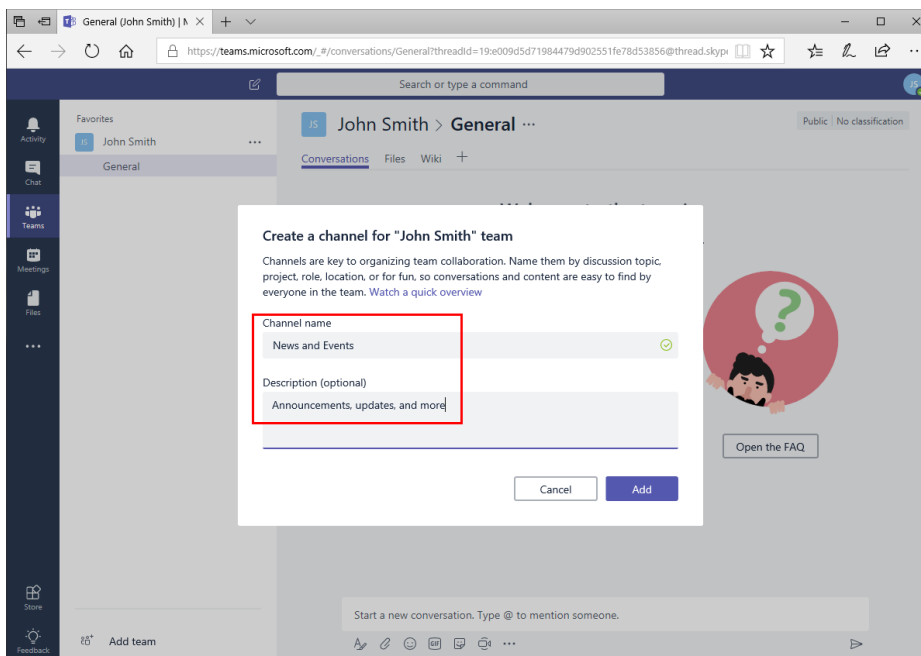 General (John Smith) | M
https://teams.microsoft.com/_#/conversations/General?threadId=19:e009d5d71984479d902551fe78d53856@thread.skyp
Search or type a command
JS
Activity
Chat
Teams
Meetings
Files
Store
Feedback
Favorites
JS John Smith
General
Add team
JS John Smith > General
Public No classification
Conversations Files Wiki
Create a channel for "John Smith" team
Channels are key to organizing team collaboration. Name them by discussion topic,
project, role, location, or for fun, so conversations and content are easy to find by
everyone in the team. Watch a quick overview
Channel name
News and Events
Description (optional)
Announcements, updates, and more
Cancel Add
Open the FAQ
Start a new conversation. Type @ to mention someone.
GIF